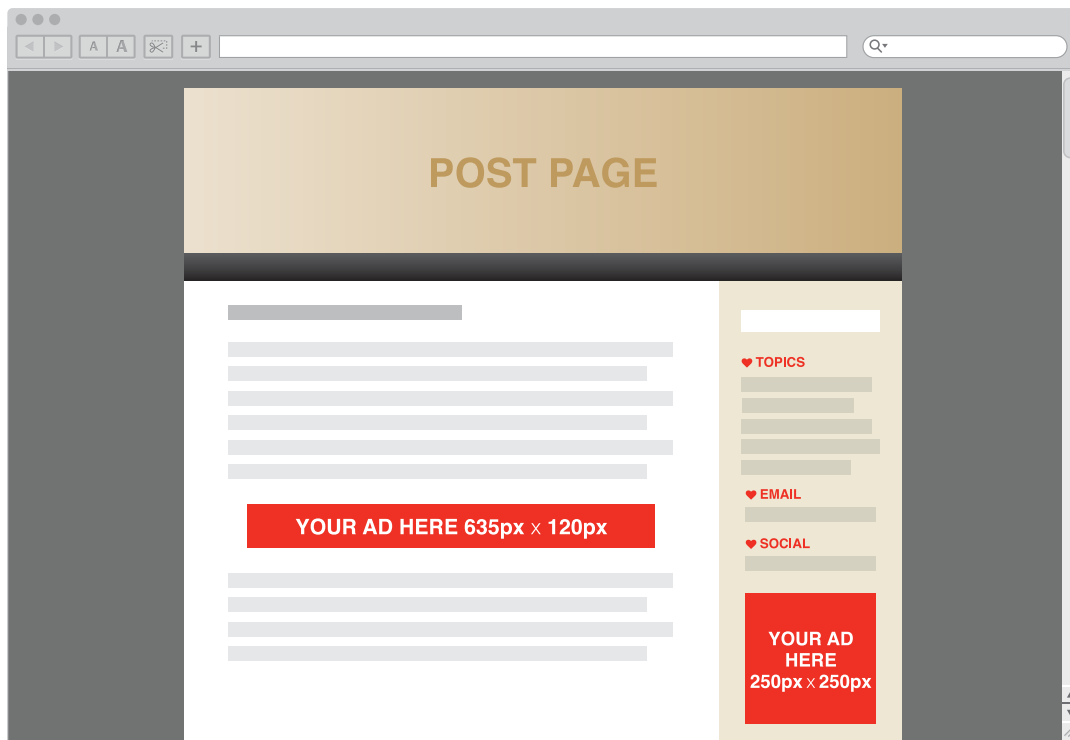 A A
POST PAGE
YOUR AD HERE 635px x 120px
♥ TOPICS
♥ EMAIL
♥ SOCIAL
YOUR AD
HERE
250px x 250px